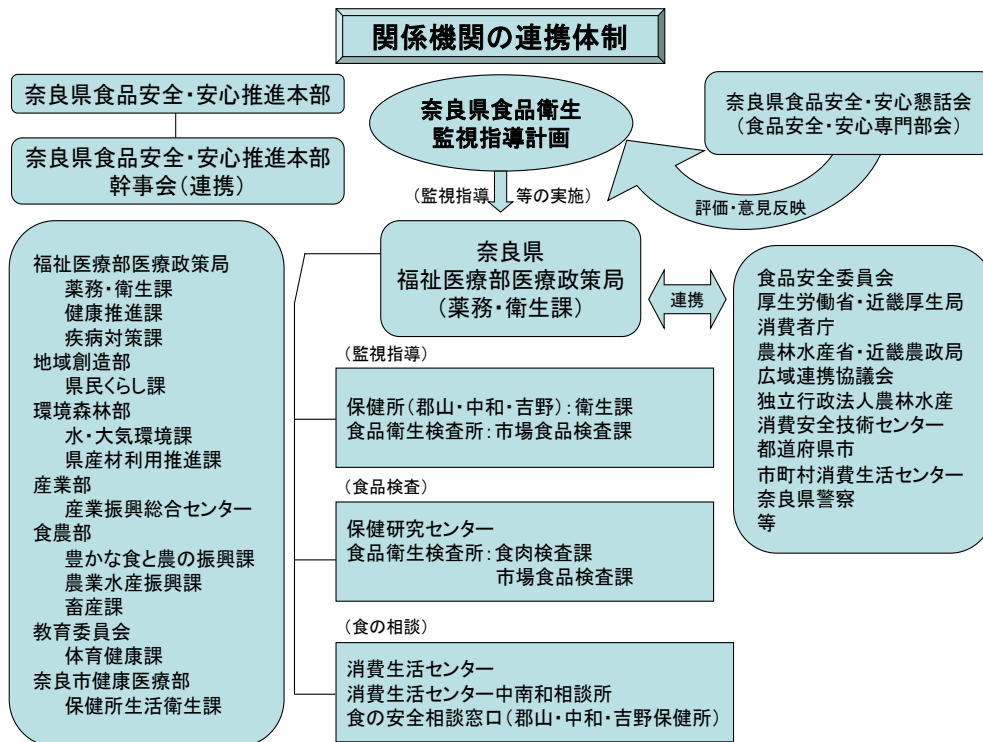 関係機関の連携体制
奈良県食品安全・安心推進本部
奈良県食品安全・安心推進本部
幹事会(連携)
奈良県食品衛生
監視指導計画
奈良県食品安全・安心懇話会
(食品安全・安心専門部会)
評価・意見反映
(監視指導 等の実施)
福祉医療部医療政策局
薬務・衛生課
健康推進課
疾病対策課
地域創造部
県民くらし課
環境森林部
水・大気環境課
県産材利用推進課
産業部
産業振興総合センター
食農部
豊かな食と農の振興課
農業水産振興課
畜産課
教育委員会
体育健康課
奈良市健康医療部
保健所生活衛生課
奈良県
福祉医療部医療政策局
(薬務・衛生課)
連携
食品安全委員会
厚生労働省・近畿厚生局
消費者庁
農林水産省・近畿農政局
広域連携協議会
独立行政法人農林水産
消費安全技術センター
都道府県市
市町村消費生活センター
奈良県警察
等
(監視指導)
保健所(郡山・中和・吉野):衛生課
食品衛生検査所:市場食品検査課
(食品検査)
保健研究センター
食品衛生検査所:食肉検査課
市場食品検査課
(食の相談)
消費生活センター
消費生活センター中南和相談所
食の安全相談窓口(郡山・中和・吉野保健所)